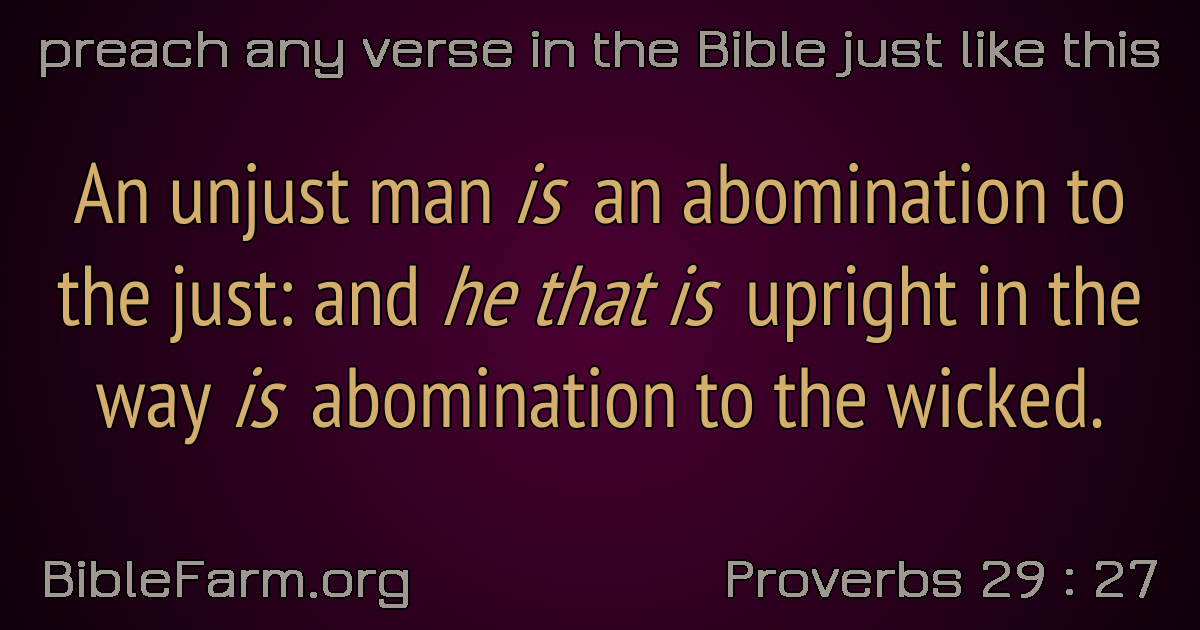 preach any verse in the Bible just like this
An unjust man is an abomination to
the just: and he that is upright in the
way is abomination to the wicked.
BibleFarm.org
Proverbs 29 : 27